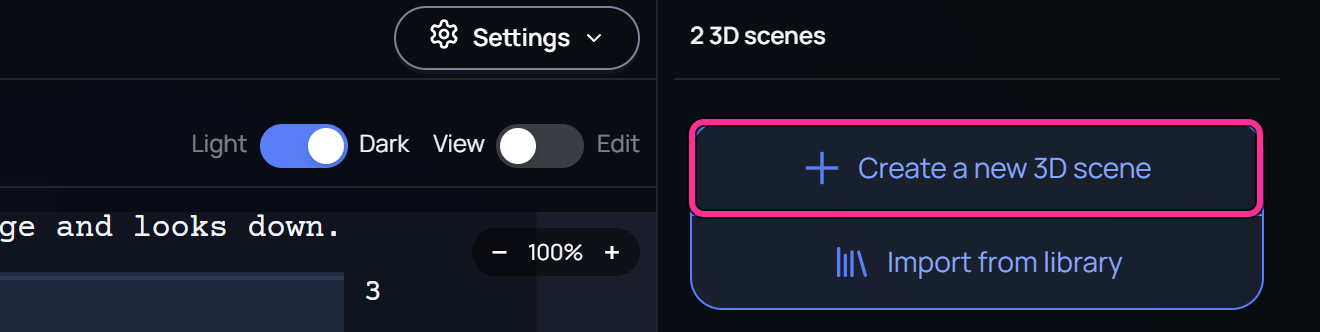 Settings
2 3D scenes
Light Dark View Edit
Create a new 3D scene
ge and looks down.
− 100% +
Import from library
3